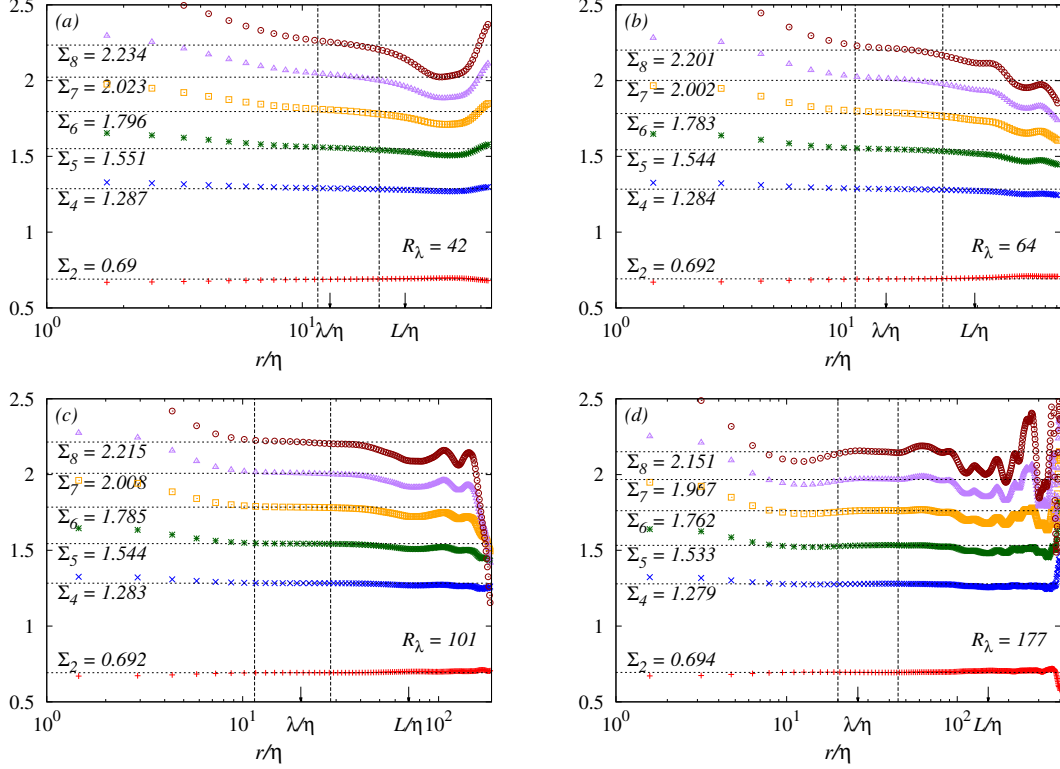 (a)
2.5
2
1.5
1
0.5
Σ8 = 2.234
Σ7 = 2.023
Σ6 = 1.796
Σ5 = 1.551
Σ4 = 1.287
Σ2 = 0.69
Rλ = 42
10^0
10^1
λ/η
L/η
r/η
(b)
2.5
2
1.5
1
0.5
Σ8 = 2.201
Σ7 = 2.002
Σ6 = 1.783
Σ5 = 1.544
Σ4 = 1.284
Σ2 = 0.692
Rλ = 64
10^0
10^1
λ/η
L/η
r/η
(c)
2.5
2
1.5
1
0.5
Σ8 = 2.215
Σ7 = 2.008
Σ6 = 1.785
Σ5 = 1.544
Σ4 = 1.283
Σ2 = 0.692
Rλ = 101
10^0
10^1
λ/η
L/η
10^2
r/η
(d)
2.5
2
1.5
1
0.5
Σ8 = 2.151
Σ7 = 1.967
Σ6 = 1.762
Σ5 = 1.533
Σ4 = 1.279
Σ2 = 0.694
Rλ = 177
10^0
10^1
λ/η
10^2
L/η
r/η